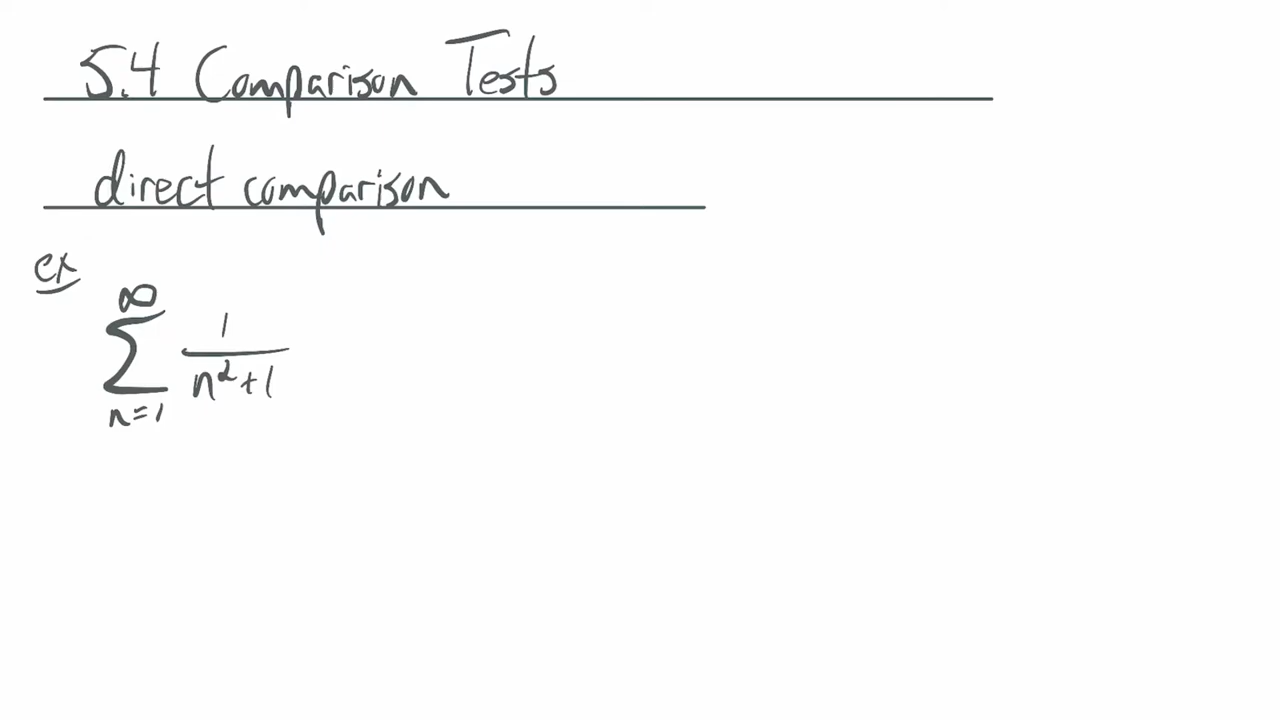 5.4 Comparison Tests
direct comparison
ex
∞
∑ 1/(n²+1)
n=1